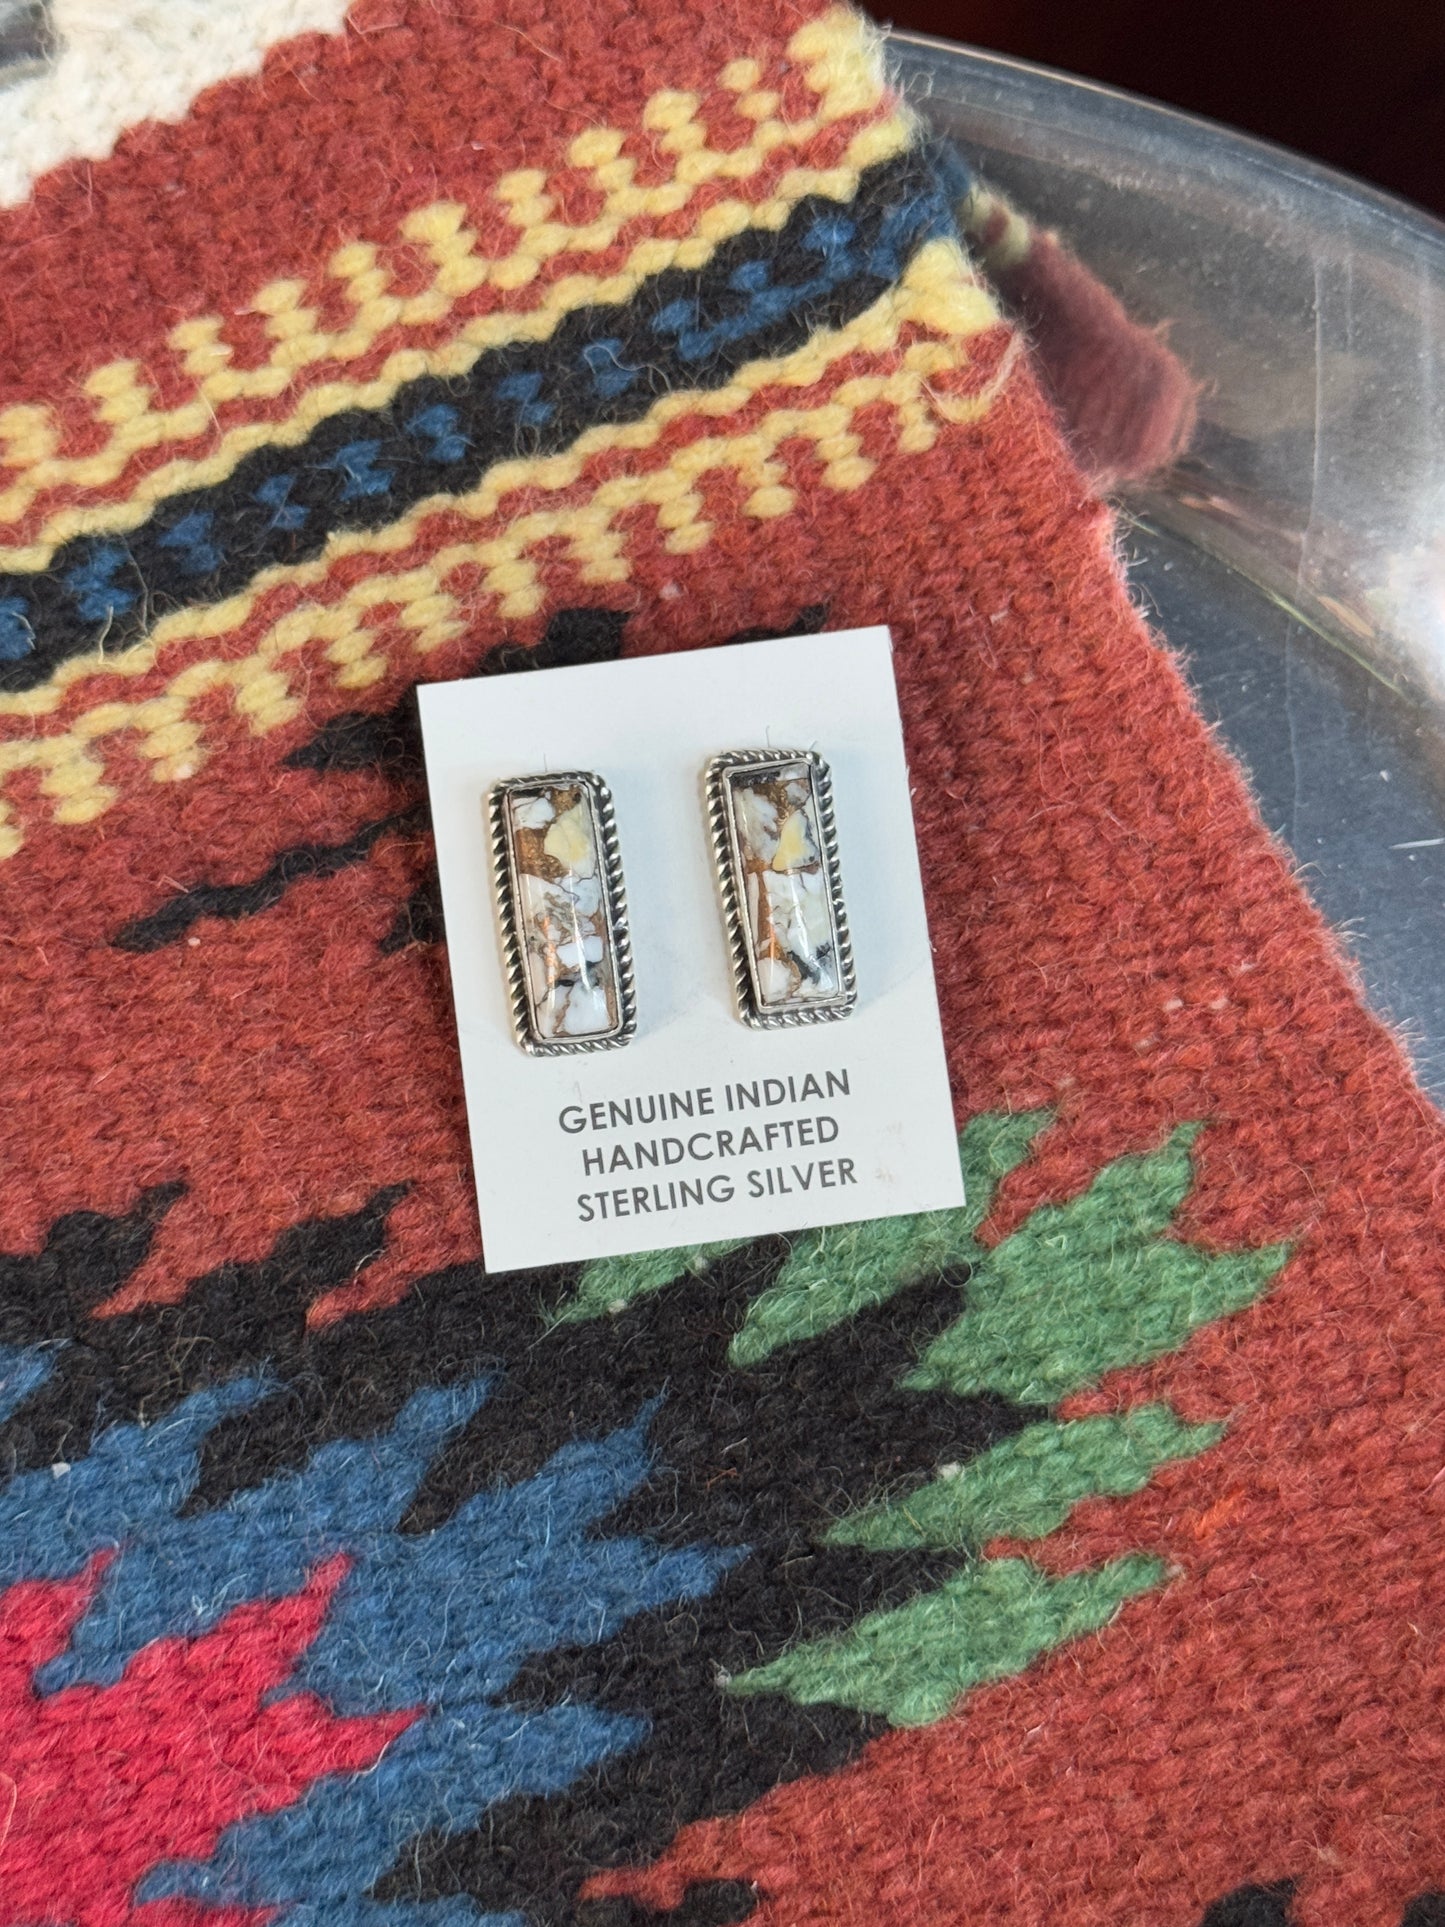 GENUINE INDIAN
HANDCRAFTED
STERLING SILVER